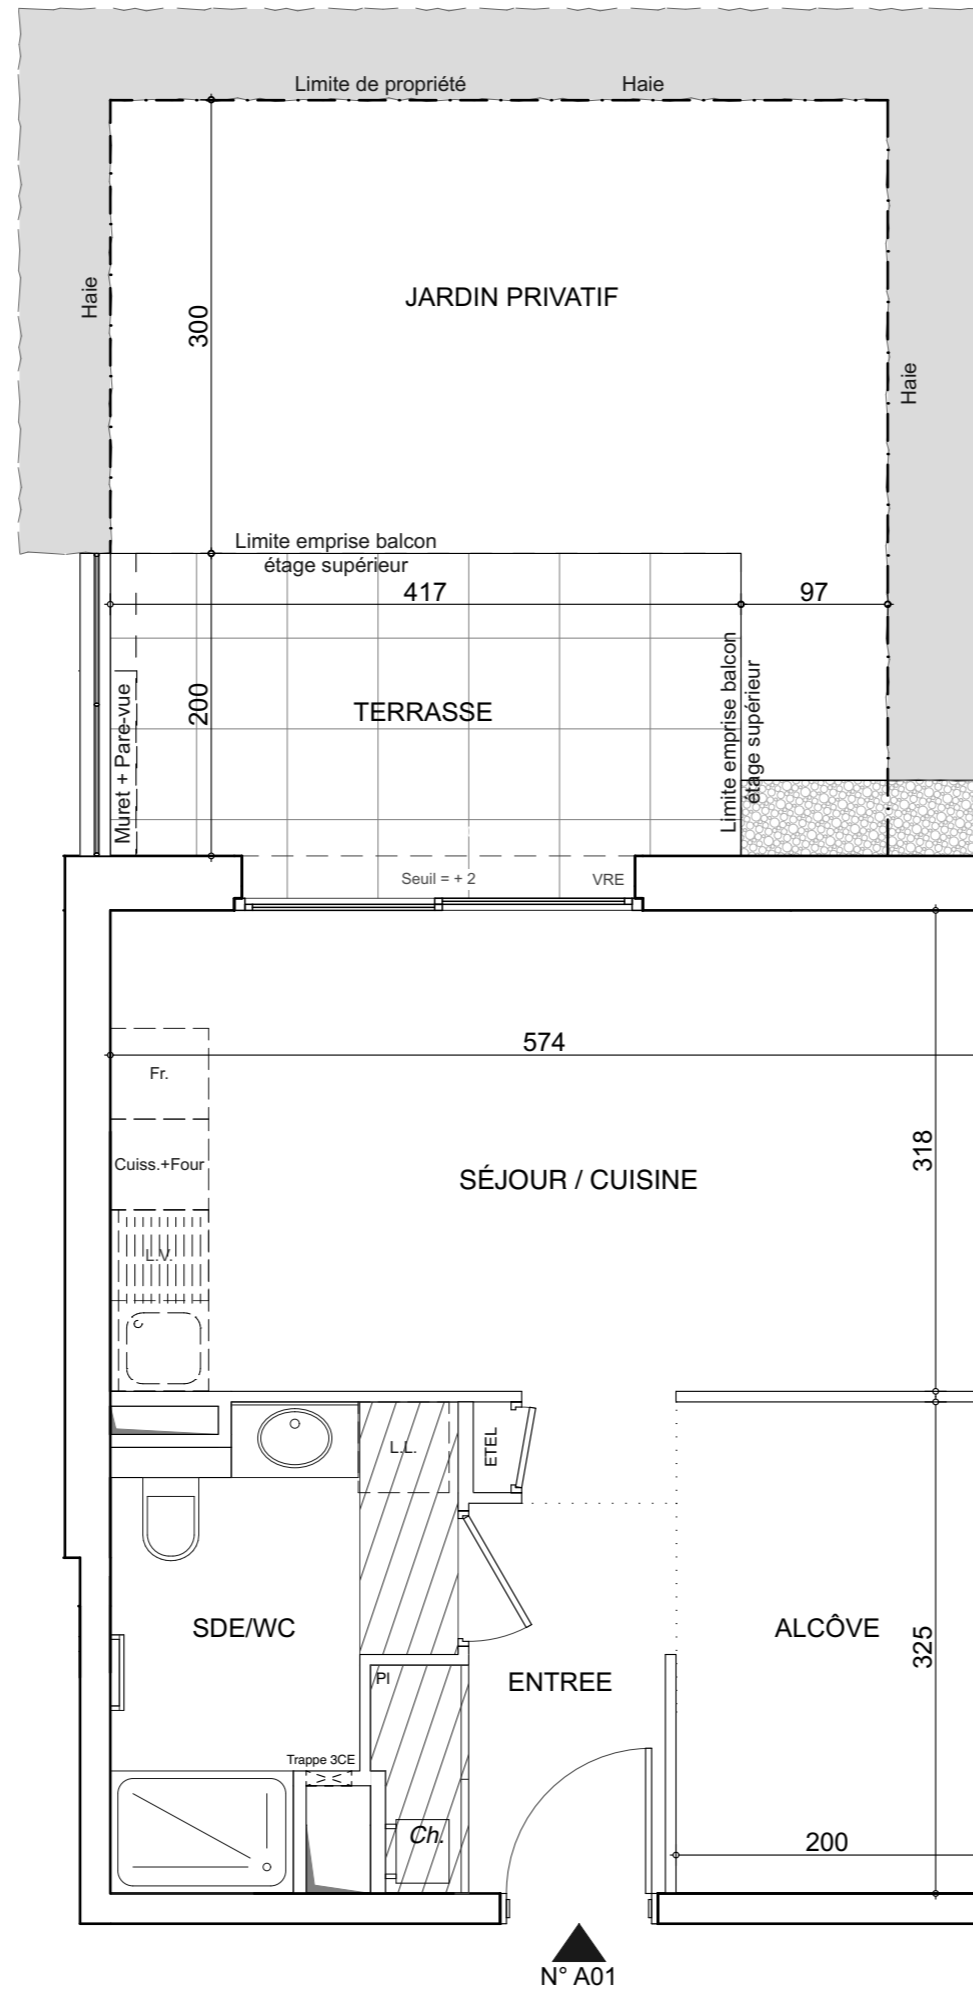 Limite de propriété
Haie
Haie
JARDIN PRIVATIF
300
Haie
Limite emprise balcon
étage supérieur
417
97
Muret + Pare-vue
200
TERRASSE
Limite emprise balcon
étage supérieur
Seuil = + 2
VRE
574
Fr.
318
Cuiss.+Four
SÉJOUR / CUISINE
L.V.
L.L.
ETEL
SDE/WC
ALCÔVE
325
PI
ENTREE
Trappe 3CE
Ch.
200
N° A01